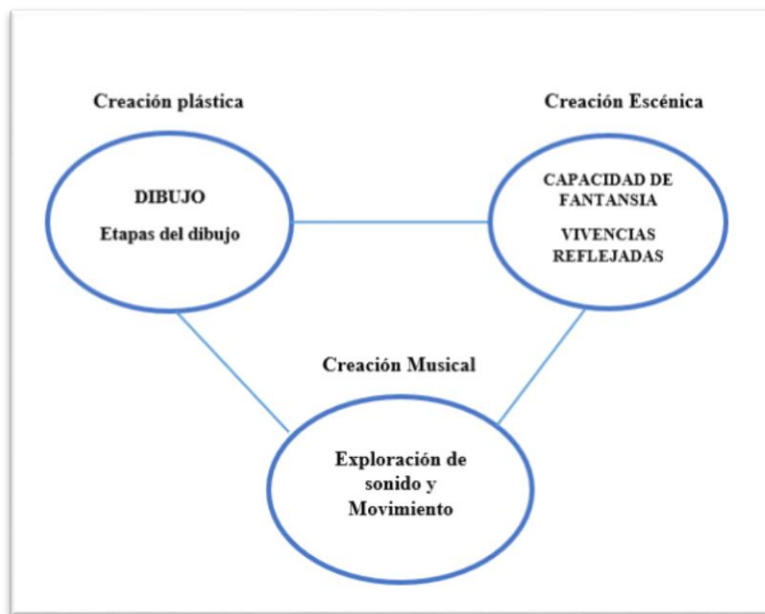 Creación plástica
Creación Escénica
DIBUJO
Etapas del dibujo
CAPACIDAD DE
FANTANSIA
VIVENCIAS
REFLEJADAS
Creación Musical
Exploración de
sonido y
Movimiento